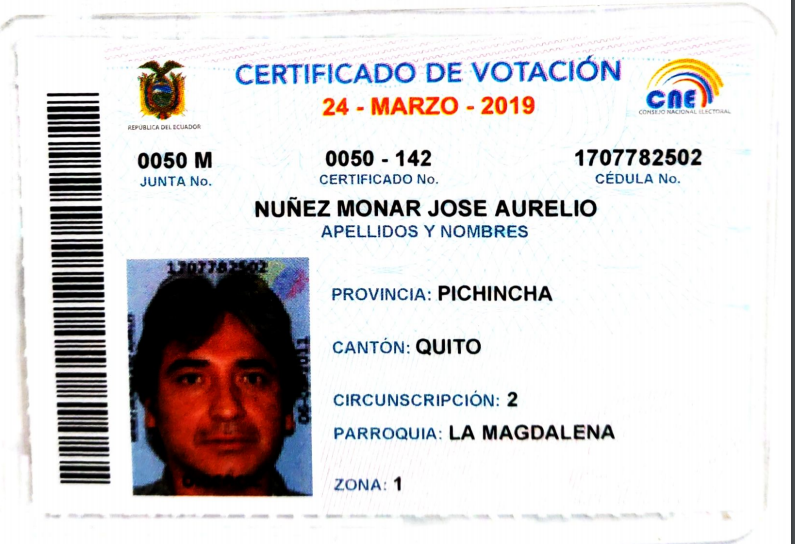 CERTIFICADO DE VOTACIÓN
24 - MARZO - 2019
CNE
CONSEJO NACIONAL ELECTORAL
REPÚBLICA DEL ECUADOR
0050 M
JUNTA No.
0050 - 142
CERTIFICADO No.
1707782502
CÉDULA No.
NUÑEZ MONAR JOSE AURELIO
APELLIDOS Y NOMBRES
1707782502
PROVINCIA: PICHINCHA
CANTÓN: QUITO
CIRCUNSCRIPCIÓN: 2
PARROQUIA: LA MAGDALENA
ZONA: 1